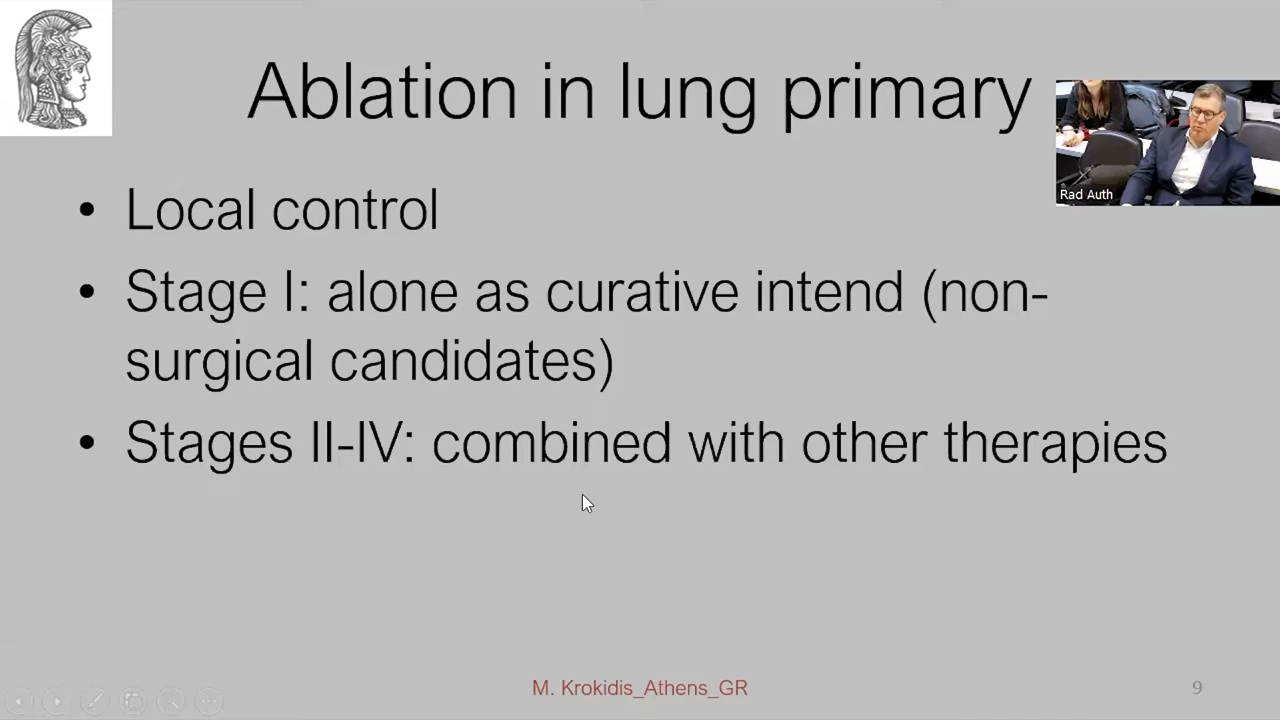 Ablation in lung primary
Rad Auth
• Local control
• Stage I: alone as curative intend (non-
surgical candidates)
• Stages II-IV: combined with other therapies
M. Krokidis_Athens_GR
9